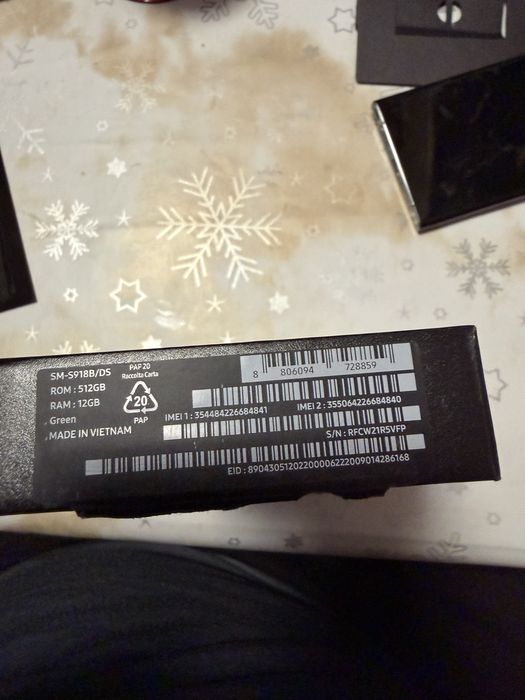 SM-S918B/DS
ROM : 512GB
RAM : 12GB
Green
MADE IN VIETNAM
PAP 20
Raccolta Carta
20
PAP
8 806094 728859
IMEI 1 : 354484226684841
IMEI 2 : 355064226684840
S/N : RFCW21R5VFP
EID : 89043051202200006222009014286168